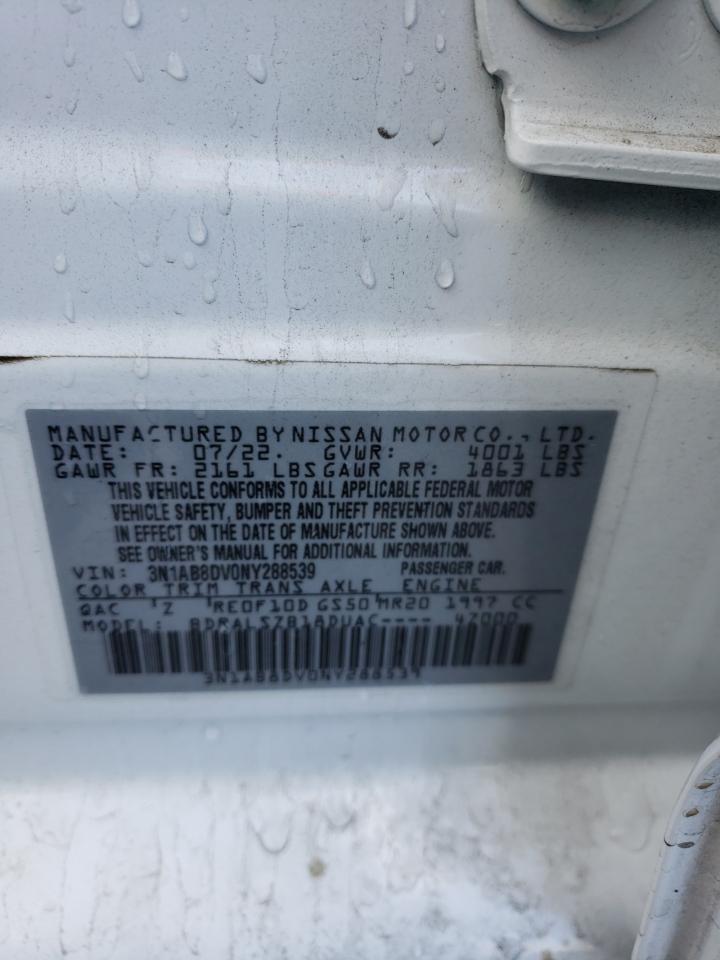 MANUFACTURED BY NISSAN MOTOR CO., LTD.
DATE: 07/22. GVWR: 4001 LBS
GAWR FR: 2161 LBS GAWR RR: 1863 LBS
THIS VEHICLE CONFORMS TO ALL APPLICABLE FEDERAL MOTOR
VEHICLE SAFETY, BUMPER AND THEFT PREVENTION STANDARDS
IN EFFECT ON THE DATE OF MANUFACTURE SHOWN ABOVE.
SEE OWNER'S MANUAL FOR ADDITIONAL INFORMATION.
VIN: 3N1AB8DV0NY288539 PASSENGER CAR.
COLOR TRIM TRANS AXLE ENGINE
QAC Z RE0F10D GS50 MR20 1997 CC
MODEL: BDRALSZB18DUAC---- 47000
3N1AB8DV0NY288539